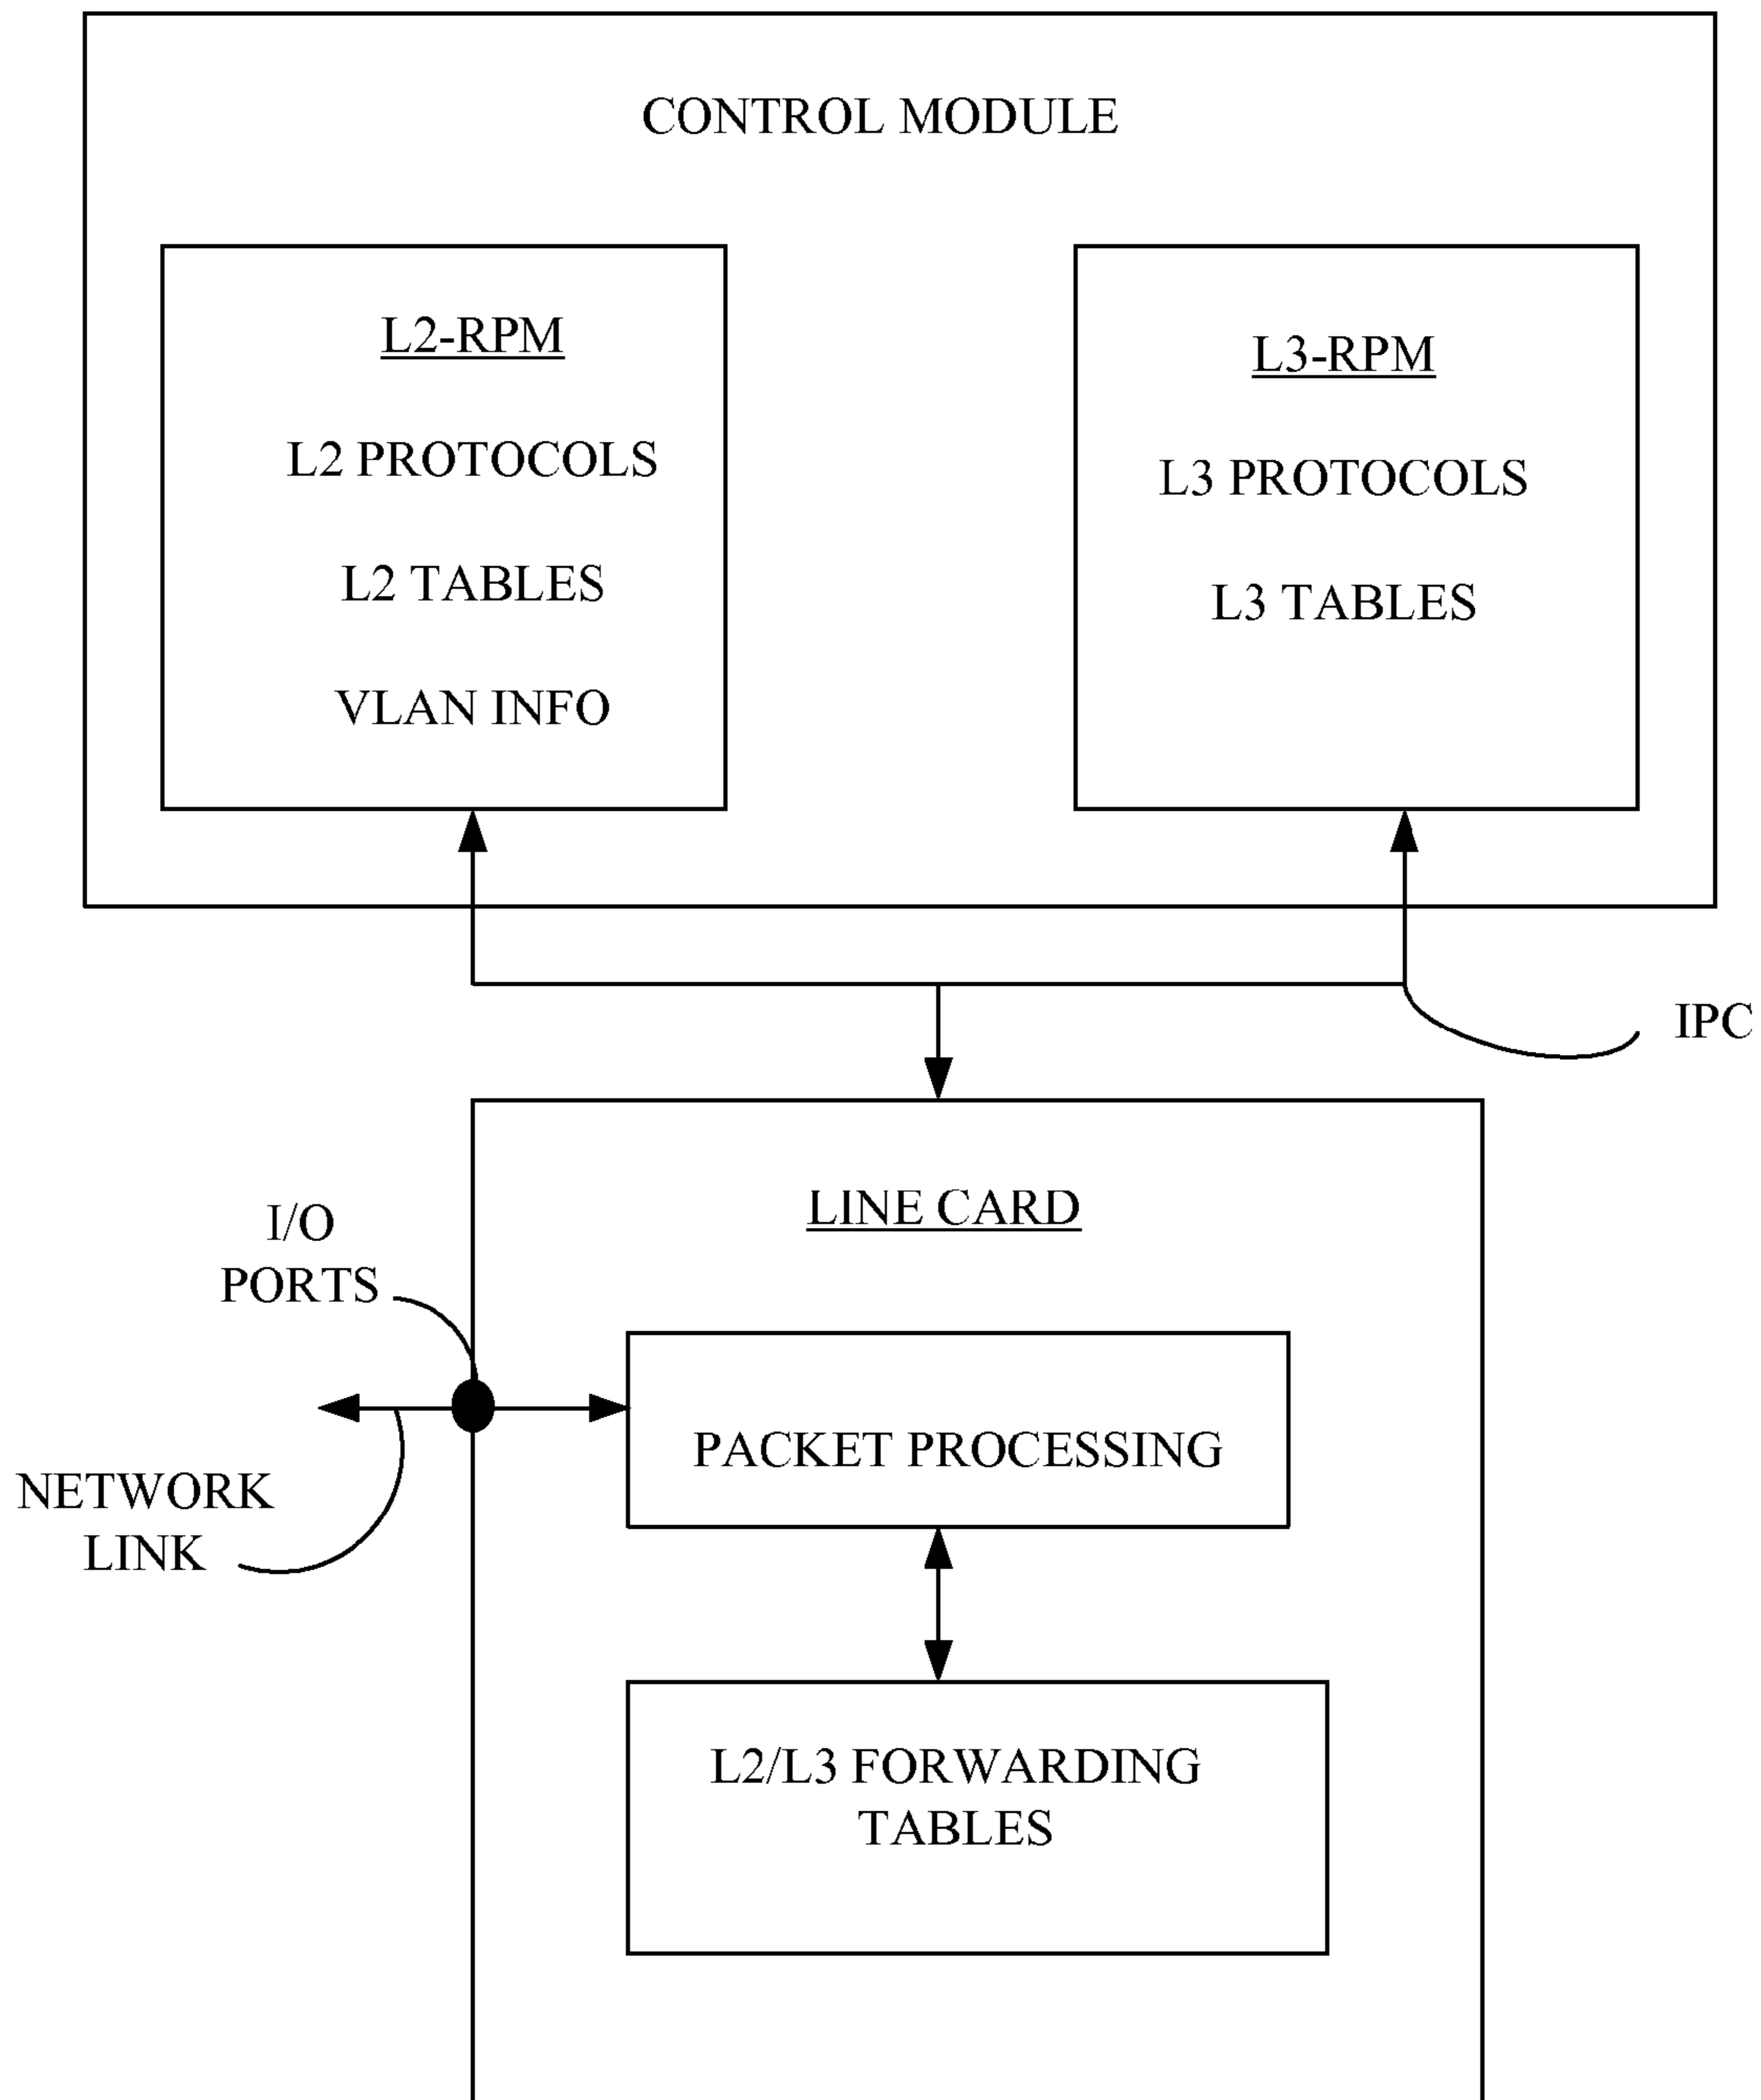 CONTROL MODULE
L2-RPM
L2 PROTOCOLS
L2 TABLES
VLAN INFO
L3-RPM
L3 PROTOCOLS
L3 TABLES
IPC
LINE CARD
I/O
PORTS
PACKET PROCESSING
NETWORK
LINK
L2/L3 FORWARDING
TABLES